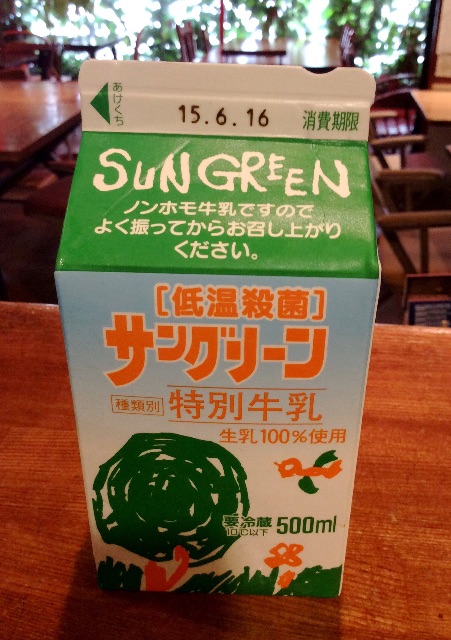 あけくち
15.6.16 消費期限
SUNGREEN
ノンホモ牛乳ですので
よく振ってからお召し上がり
ください。
[低温殺菌]
サングリーン
種類別 特別牛乳
生乳100%使用
要冷蔵 500ml
10℃以下